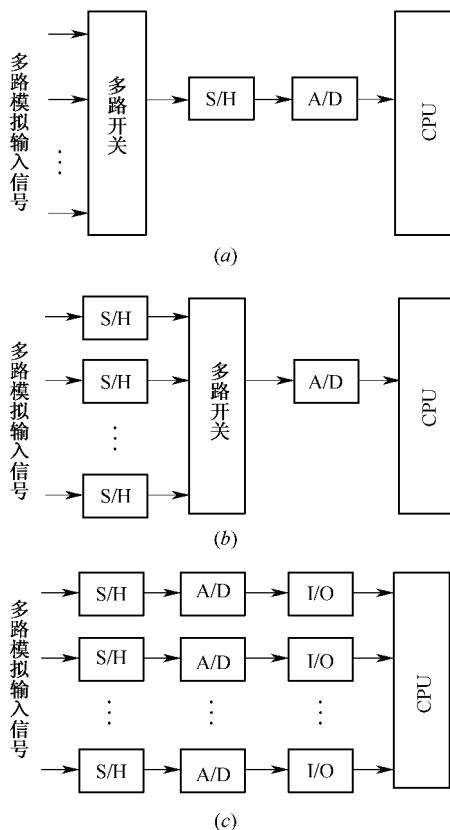 多路模拟输入信号
多路开关
S/H
A/D
CPU
⋮
(a)
多路模拟输入信号
S/H
S/H
⋮
S/H
多路开关
A/D
CPU
(b)
多路模拟输入信号
S/H
A/D
I/O
S/H
A/D
I/O
⋮
⋮
⋮
S/H
A/D
I/O
CPU
(c)